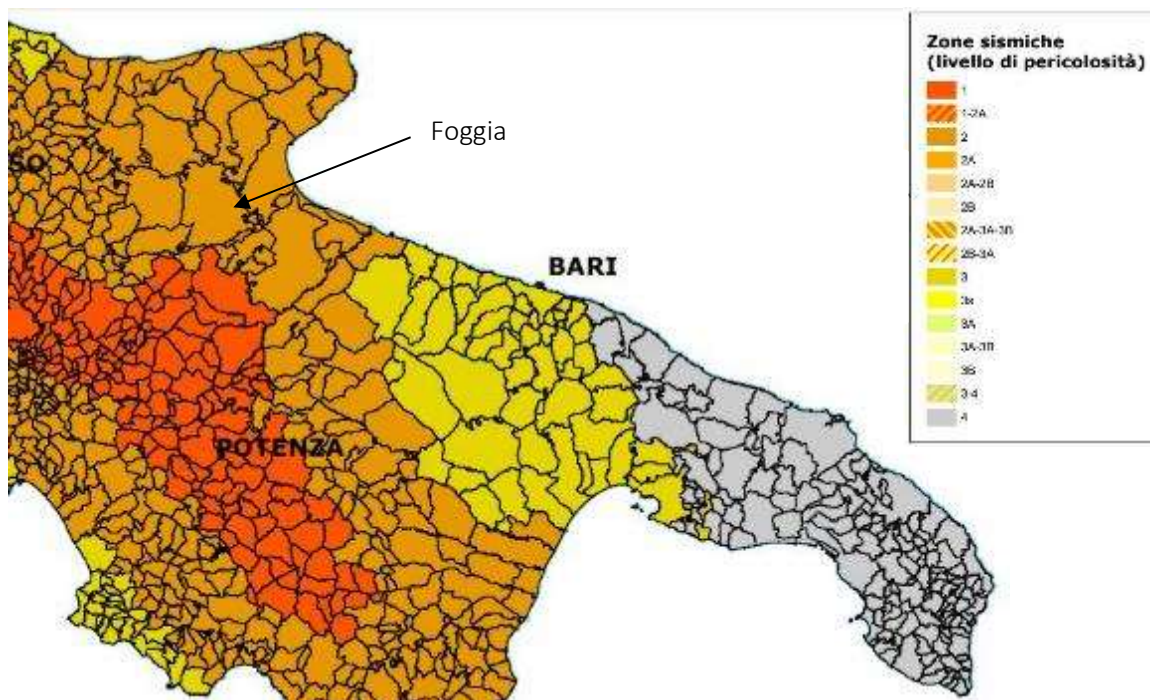 Foggia
SO
BARI
POTENZA
Zone sismiche
(livello di pericolosità)
1
1-2A
2
2A
2A-2B
2B
2A-3A-3B
2B-3A
3
3s
3A
3A-3B
3B
3-4
4